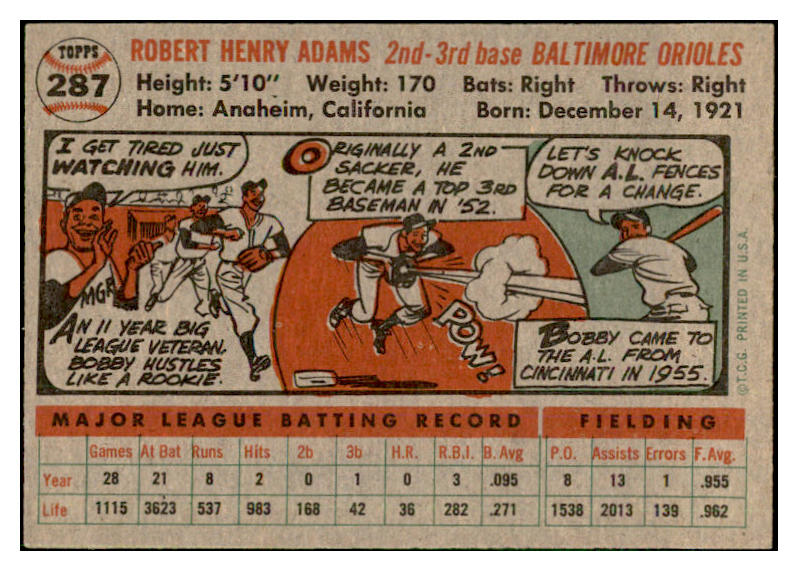 TOPPS
287
ROBERT HENRY ADAMS 2nd-3rd base BALTIMORE ORIOLES
Height: 5'10" Weight: 170 Bats: Right Throws: Right
Home: Anaheim, California Born: December 14, 1921
I GET TIRED JUST
WATCHING HIM.
MGR
AN 11 YEAR BIG
LEAGUE VETERAN,
BOBBY HUSTLES
LIKE A ROOKIE.
ORIGINALLY A 2ND
SACKER, HE
BECAME A TOP 3RD
BASEMAN IN '52.
POW!
LET'S KNOCK
DOWN A.L. FENCES
FOR A CHANGE.
BOBBY CAME TO
THE A.L. FROM
CINCINNATI IN 1955.
©T.C.G. PRINTED IN U.S.A.
MAJOR LEAGUE BATTING RECORD FIELDING
Games At Bat Runs Hits 2b 3b H.R. R.B.I. B. Avg P.O. Assists Errors F. Avg.
Year 28 21 8 2 0 1 0 3 .095 8 13 1 .955
Life 1115 3623 537 983 168 42 36 282 .271 1538 2013 139 .962